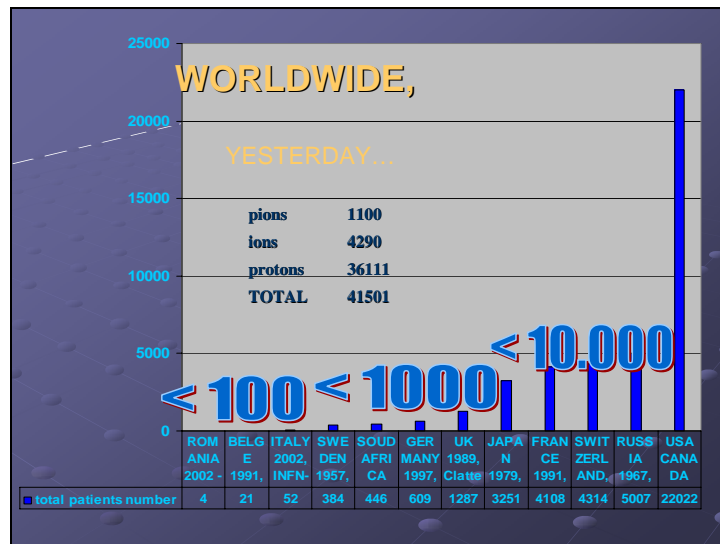 25000
WORLDWIDE,
20000
YESTERDAY...
15000
pions 1100
ions 4290
protons 36111
10000
TOTAL 41501
5000
< 100 < 1000 < 10.000
0
ROM BELG ITALY SWE SOUD GER UK JAPA FRAN SWIT RUSS USA
ANIA E 2002, DEN AFRI MANY 1989, N CE ZERL IA CANA
2002 - 1991, INFN- 1957, CA 1997, Clatte 1979, 1991, AND, 1967, DA
total patients number 4 21 52 384 446 609 1287 3251 4108 4314 5007 22022